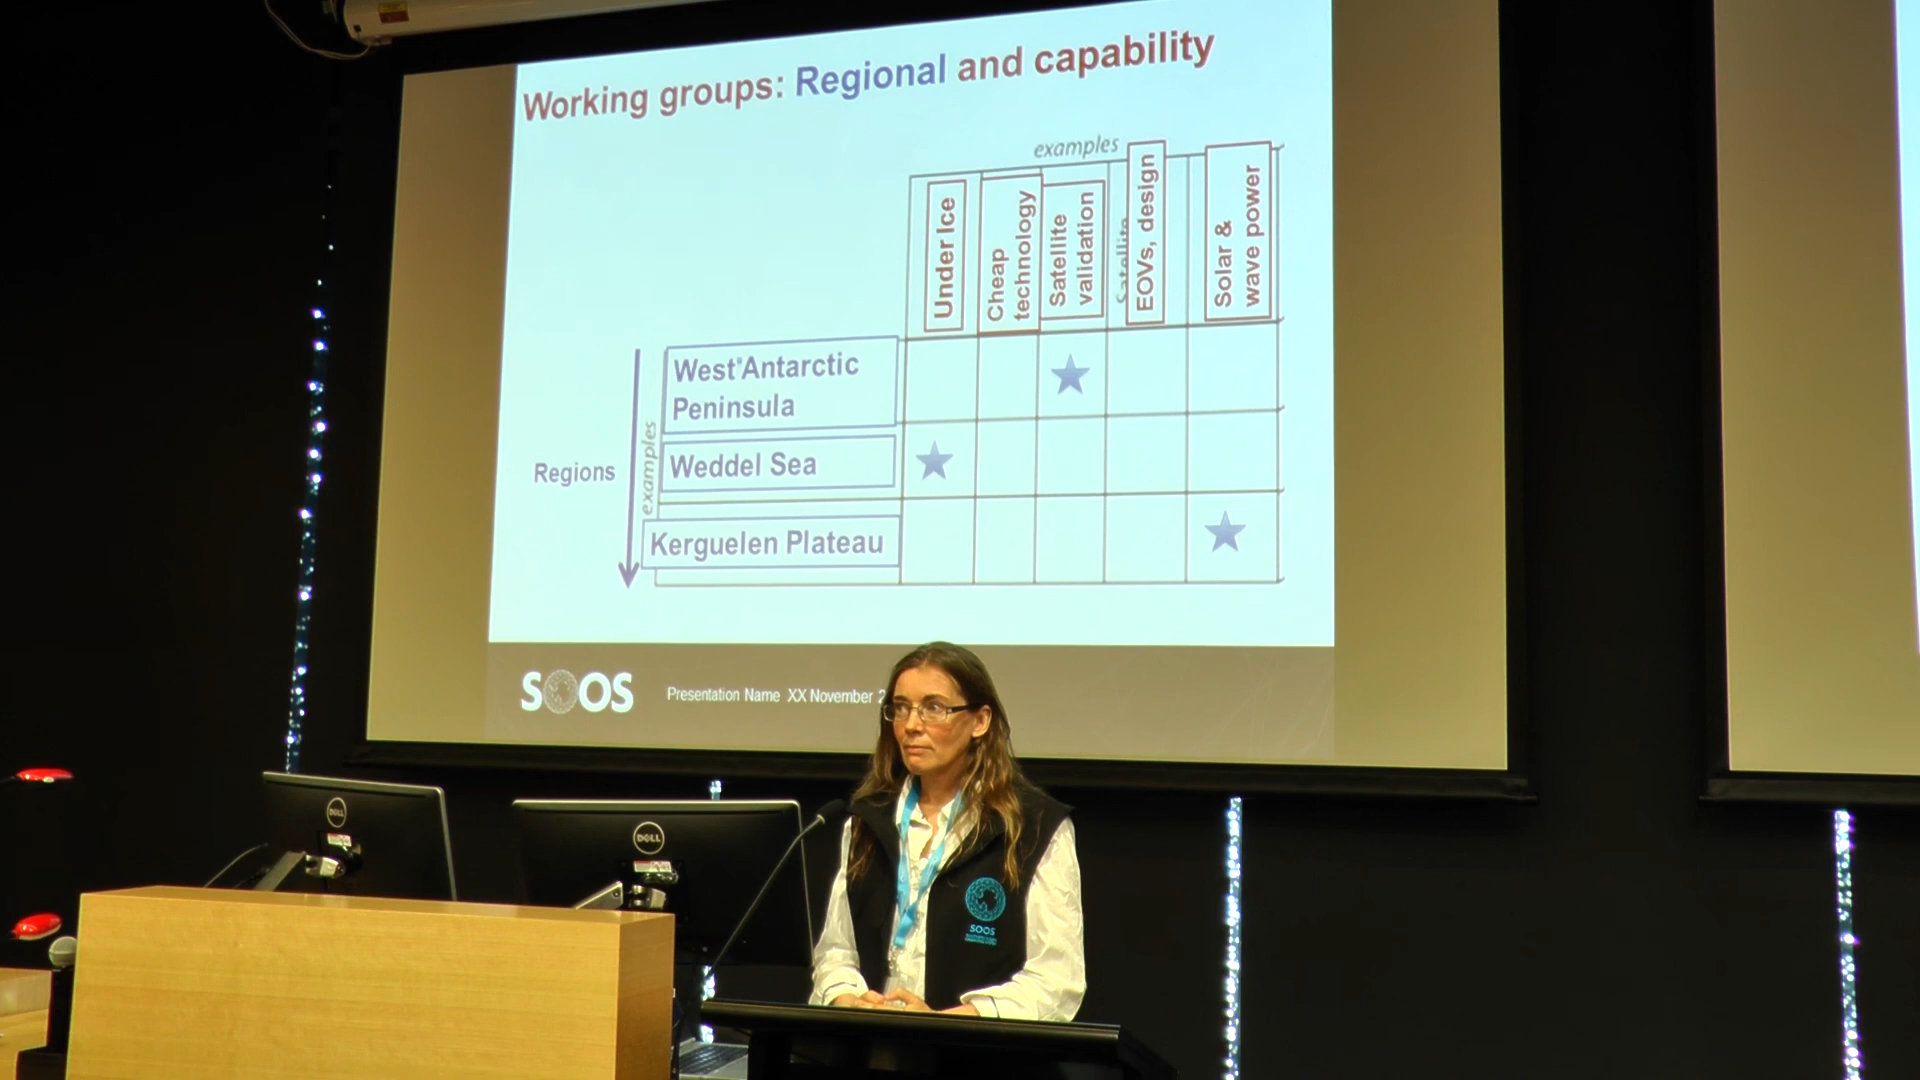 Working groups: Regional and capability
examples
Under Ice
Cheap
technology
Satellite
validation
Satellite
EOVs, design
Solar &
wave power
Regions
examples
West Antarctic
Peninsula
Weddel Sea
Kerguelen Plateau
SOOS
Presentation Name XX November
DELL
DELL
SOOS